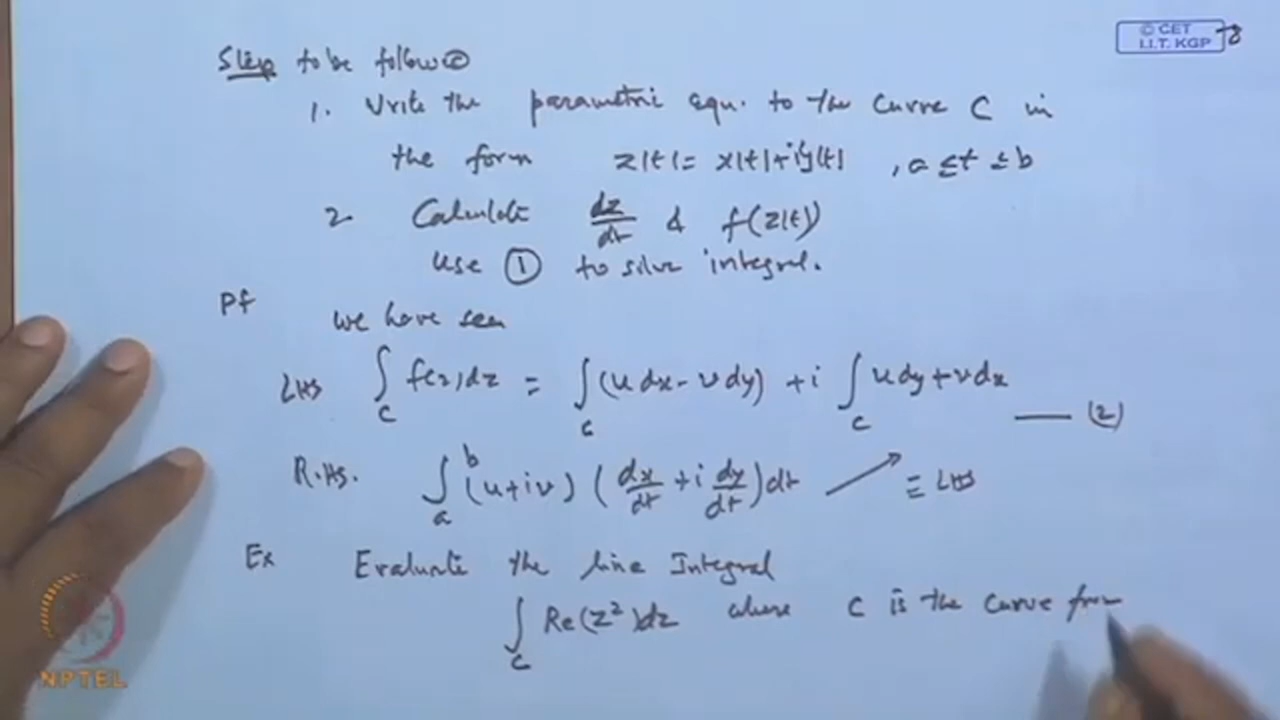 © CET
I.I.T. KGP
Step to be followed
1. Write the parametric equ. to the Curve C in
the form z(t) = x(t)+iy(t) , a ≤ t ≤ b
2 Calculate dz/dt & f(z(t))
use ① to solve integral.
Pf
we have seen
LHS ∫_C f(z)dz = ∫_C (u dx - v dy) + i ∫_C u dy + v dx —— (2)
R.HS. ∫_a^b (u+iv) (dx/dt + i dy/dt) dt ↗ = LHS
Ex Evaluate the line Integral
∫_C Re(z²)dz where C is the curve from
NPTEL